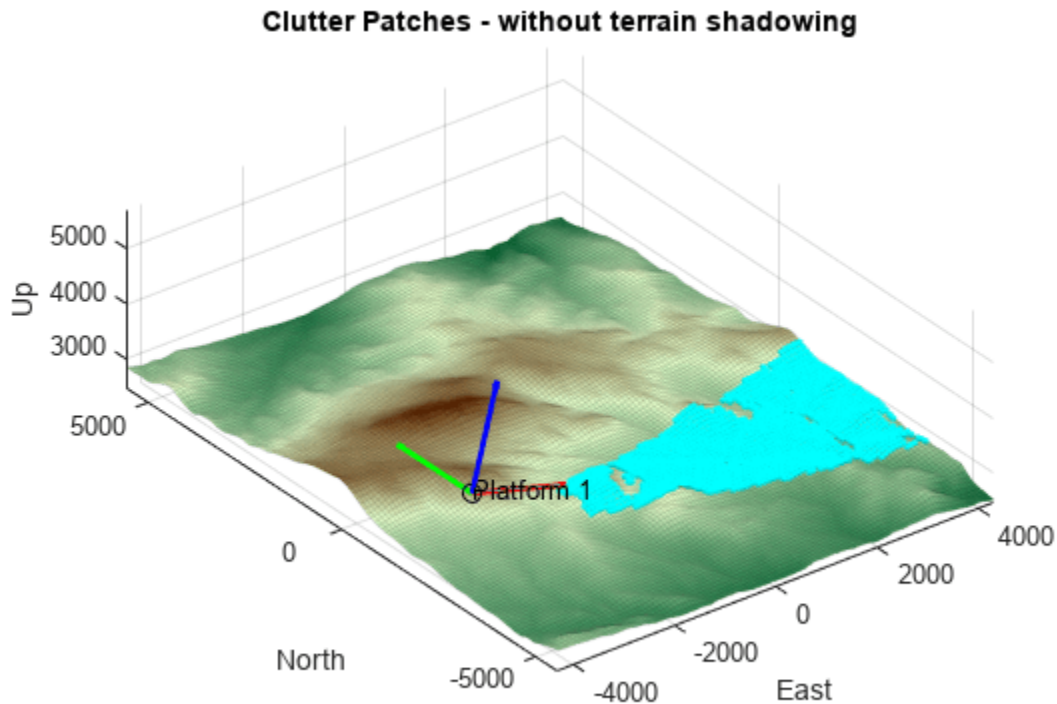 Clutter Patches - without terrain shadowing
5000
4000
3000
Up
5000
0
-5000
North
Platform 1
4000
2000
0
-2000
-4000
East